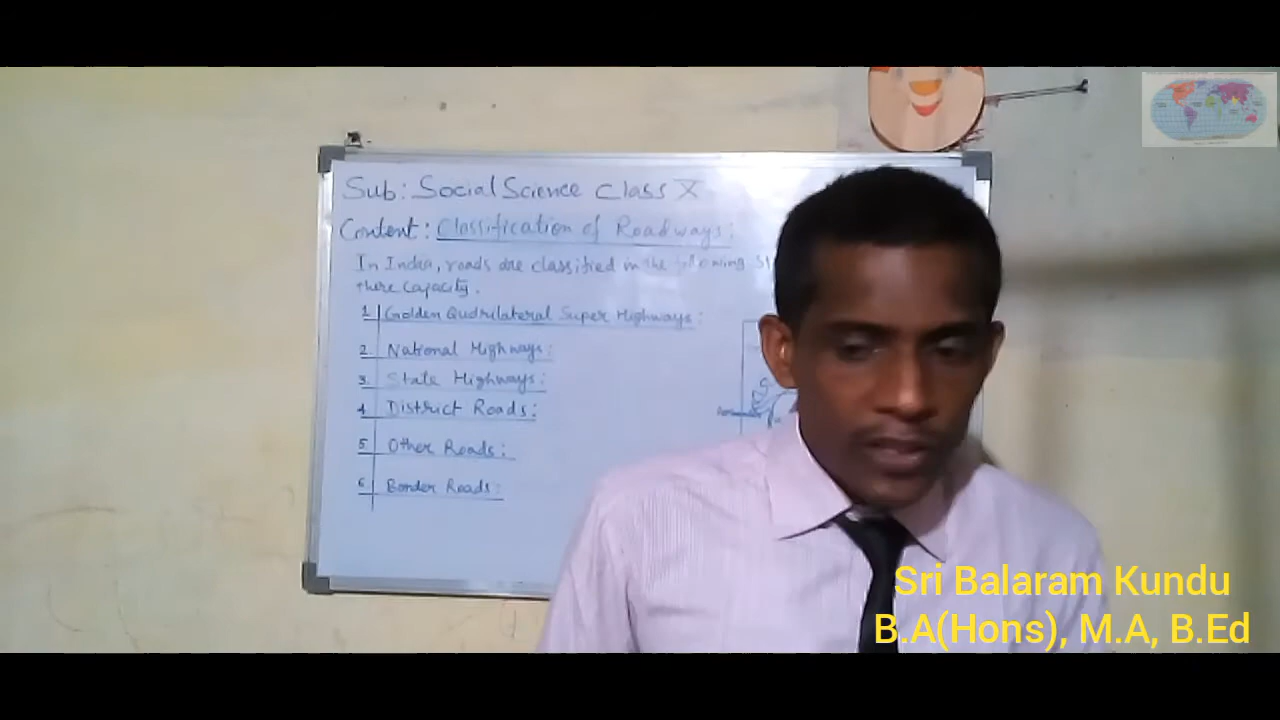 Sub: Social Science Class X
Content: Classification of Roadways:
In India, roads are classified in the following
there capacity.
1 Golden Qudrilateral Super Highways:
2. National Highways:
3. State Highways:
4 District Roads:
5 Other Roads:
6 Border Roads:
Sri Balaram Kundu
B.A(Hons), M.A, B.Ed